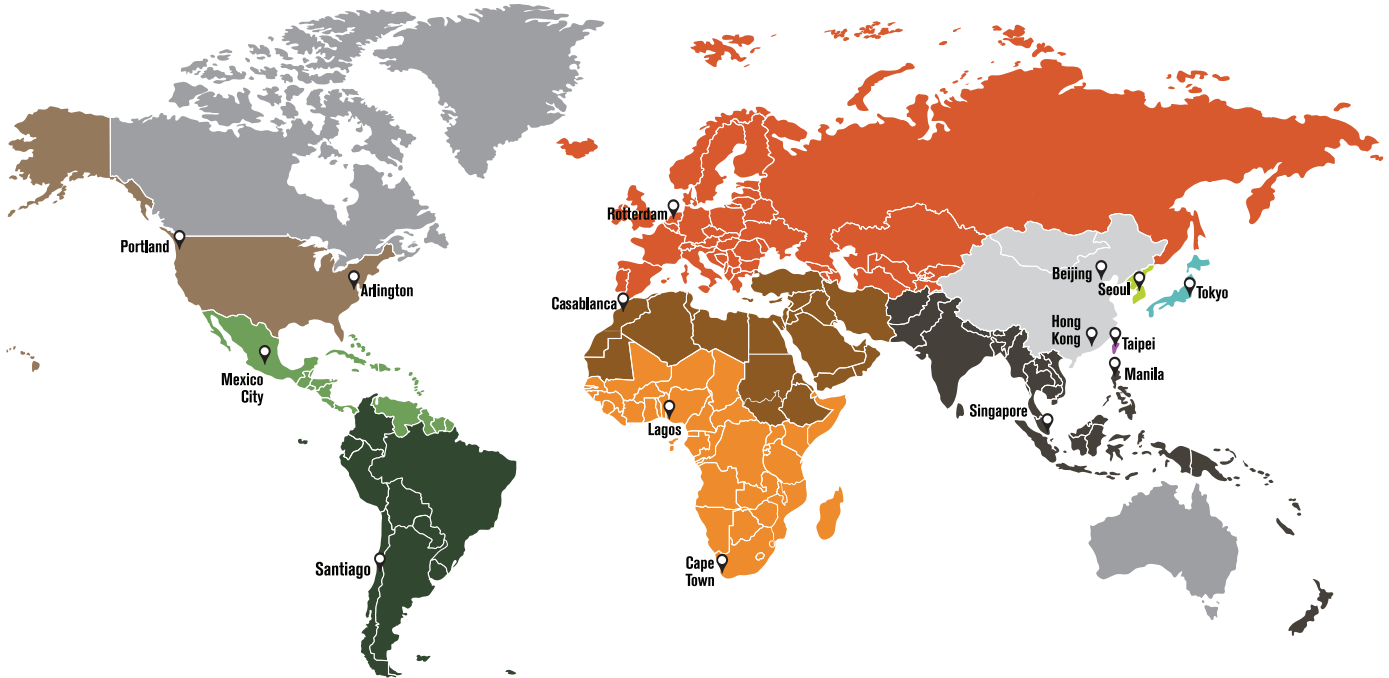 Rotterdam
Portland
Beijing
Arlington
Seoul
Tokyo
Casablanca
Hong
Kong
Taipei
Mexico
City
Manila
Singapore
Lagos
Santiago
Cape
Town